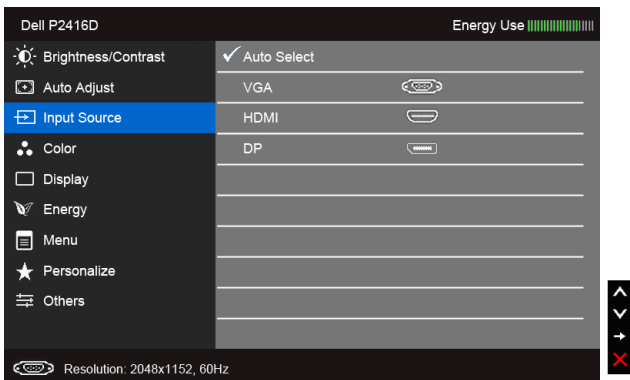 Dell P2416D
Energy Use
Brightness/Contrast
Auto Select
Auto Adjust
VGA
Input Source
HDMI
Color
DP
Display
Energy
Menu
Personalize
Others
Resolution: 2048x1152, 60Hz